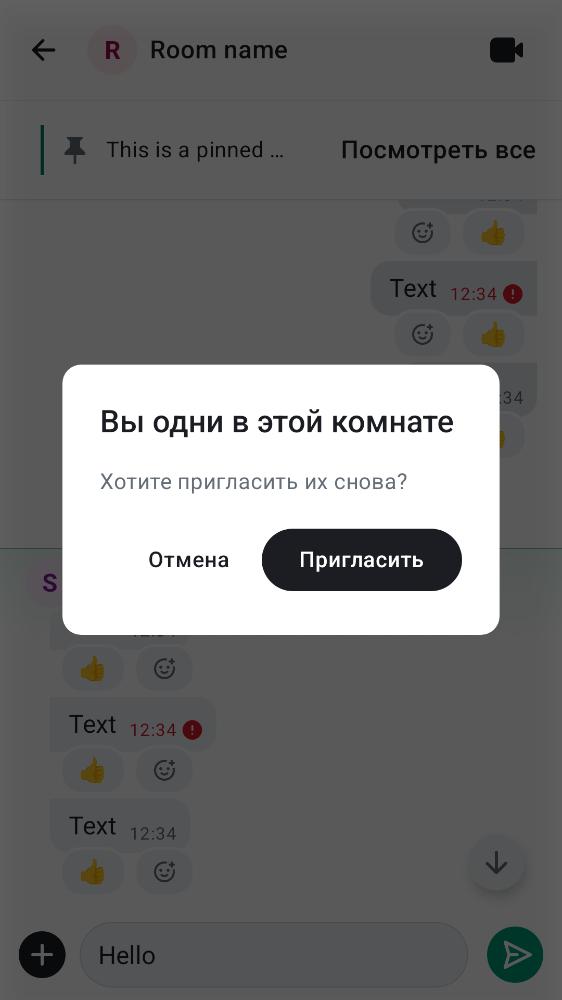 R Room name
This is a pinned … Посмотреть все
Text 12:34
:34
Вы одни в этой комнате
Хотите пригласить их снова?
Отмена Пригласить
S
Text 12:34
Text 12:34
Hello